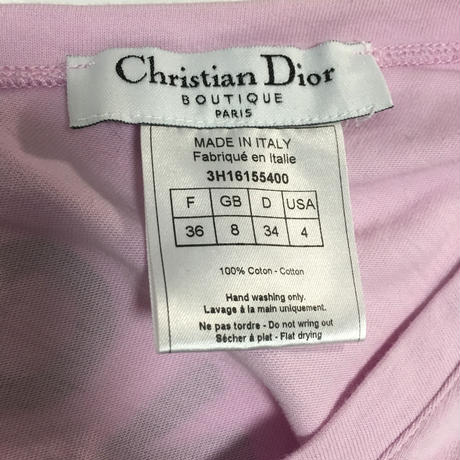 Christian Dior
BOUTIQUE
PARIS
MADE IN ITALY
Fabriqué en Italie
3H16155400
F GB D USA
36 8 34 4
100% Coton - Cotton
Hand washing only.
Lavage à la main uniquement.
Ne pas tordre - Do not wring out
Sécher à plat - Flat drying